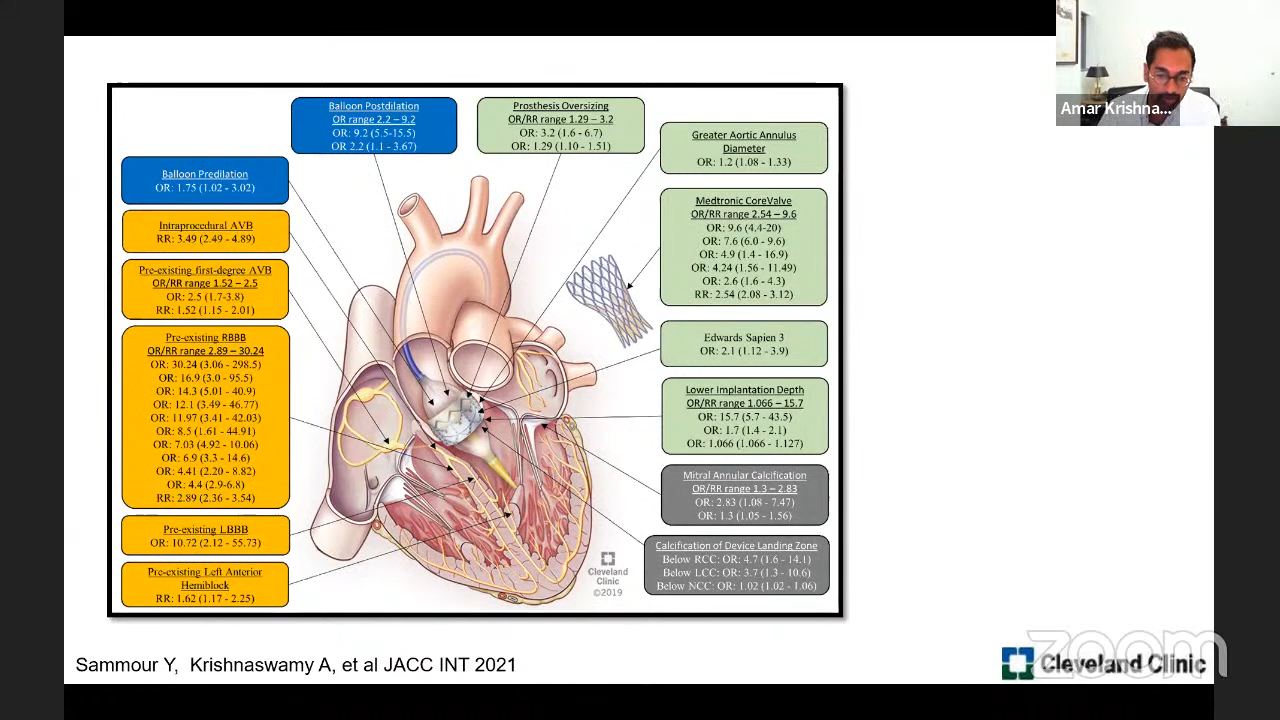 Balloon Postdilation
OR range 2.2 – 9.2
OR: 9.2 (5.5-15.5)
OR 2.2 (1.1 - 3.67)
Prosthesis Oversizing
OR/RR range 1.29 – 3.2
OR: 3.2 (1.6 - 6.7)
OR: 1.29 (1.10 - 1.51)
Greater Aortic Annulus
Diameter
OR: 1.2 (1.08 - 1.33)
Amar Krishna...
Balloon Predilation
OR: 1.75 (1.02 - 3.02)
Intraprocedural AVB
RR: 3.49 (2.49 - 4.89)
Pre-existing first-degree AVB
OR/RR range 1.52 – 2.5
OR: 2.5 (1.7-3.8)
RR: 1.52 (1.15 - 2.01)
Pre-existing RBBB
OR/RR range 2.89 – 30.24
OR: 30.24 (3.06 - 298.5)
OR: 16.9 (3.0 - 95.5)
OR: 14.3 (5.01 - 40.9)
OR: 12.1 (3.49 - 46.77)
OR: 11.97 (3.41 - 42.03)
OR: 8.5 (1.61 - 44.91)
OR: 7.03 (4.92 - 10.06)
OR: 6.9 (3.3 - 14.6)
OR: 4.41 (2.20 - 8.82)
OR: 4.4 (2.9-6.8)
RR: 2.89 (2.36 - 3.54)
Pre-existing LBBB
OR: 10.72 (2.12 - 55.73)
Pre-existing Left Anterior
Hemiblock
RR: 1.62 (1.17 - 2.25)
Medtronic CoreValve
OR/RR range 2.54 – 9.6
OR: 9.6 (4.4-20)
OR: 7.6 (6.0 - 9.6)
OR: 4.9 (1.4 - 16.9)
OR: 4.24 (1.56 - 11.49)
OR: 2.6 (1.6 - 4.3)
RR: 2.54 (2.08 - 3.12)
Edwards Sapien 3
OR: 2.1 (1.12 - 3.9)
Lower Implantation Depth
OR/RR range 1.066 – 15.7
OR: 15.7 (5.7 - 43.5)
OR: 1.7 (1.4 - 2.1)
OR: 1.066 (1.066 - 1.127)
Mitral Annular Calcification
OR/RR range 1.3 – 2.83
OR: 2.83 (1.08 - 7.47)
OR: 1.3 (1.05 - 1.56)
Calcification of Device Landing Zone
Below RCC: OR: 4.7 (1.6 - 14.1)
Below LCC: OR: 3.7 (1.3 - 10.6)
Below NCC: OR: 1.02 (1.02 - 1.06)
Cleveland
Clinic
©2019
Sammour Y, Krishnaswamy A, et al JACC INT 2021
zoom
Cleveland Clinic